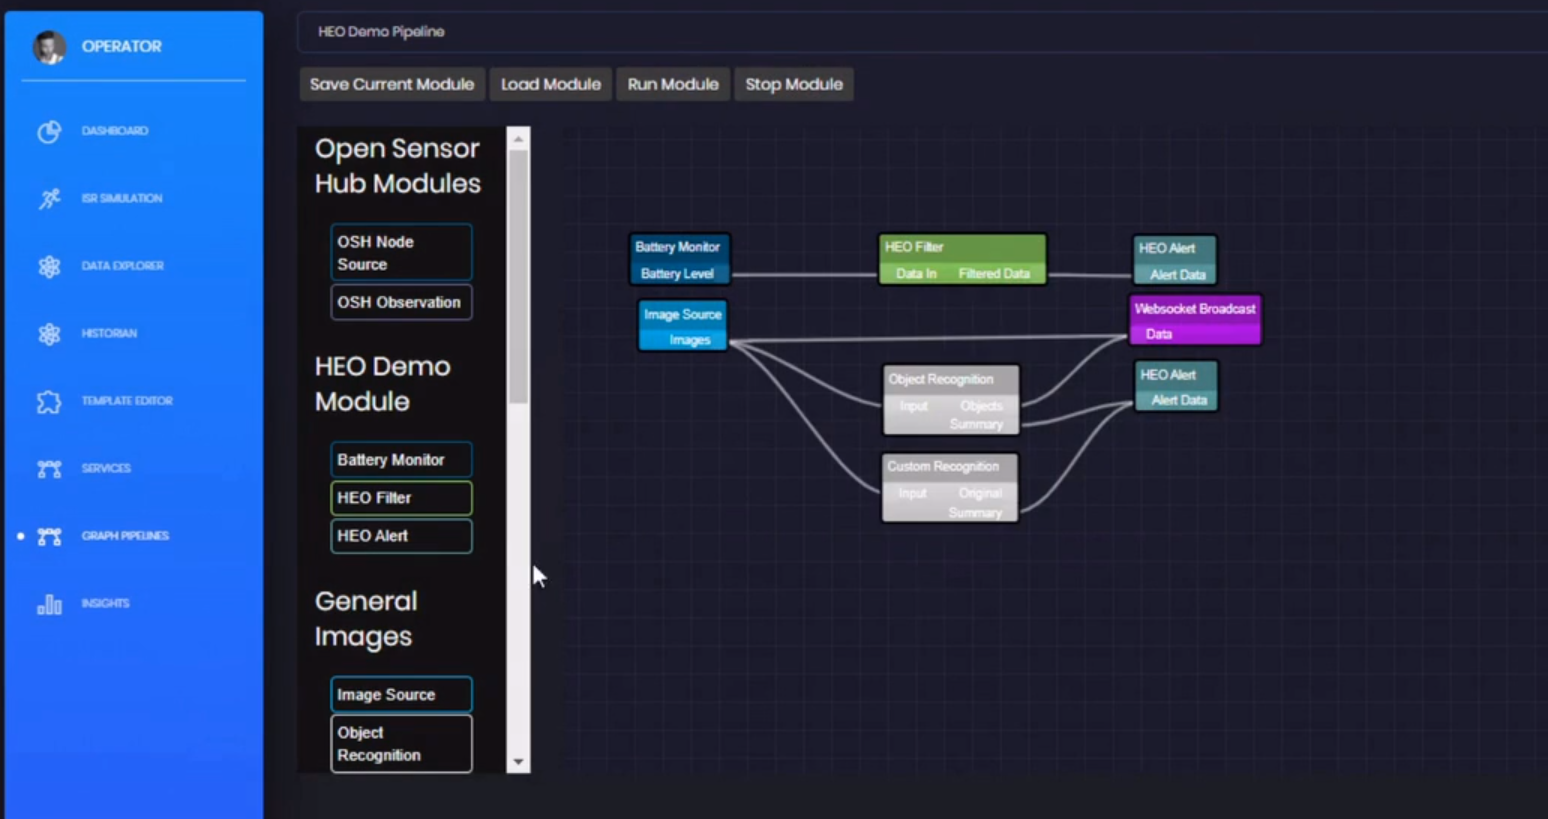 OPERATOR
DASHBOARD
ISR SIMULATION
DATA EXPLORER
HISTORIAN
TEMPLATE EDITOR
SERVICES
GRAPH PIPELINES
INSIGHTS
HEO Demo Pipeline
Save Current Module
Load Module
Run Module
Stop Module
Open Sensor
Hub Modules
OSH Node
Source
OSH Observation
HEO Demo
Module
Battery Monitor
HEO Filter
HEO Alert
General
Images
Image Source
Object
Recognition
Battery Monitor
Battery Level
Image Source
Images
HEO Filter
Data In Filtered Data
Object Recognition
Input Objects
Summary
Custom Recognition
Input Original
Summary
HEO Alert
Alert Data
Websocket Broadcast
Data
HEO Alert
Alert Data